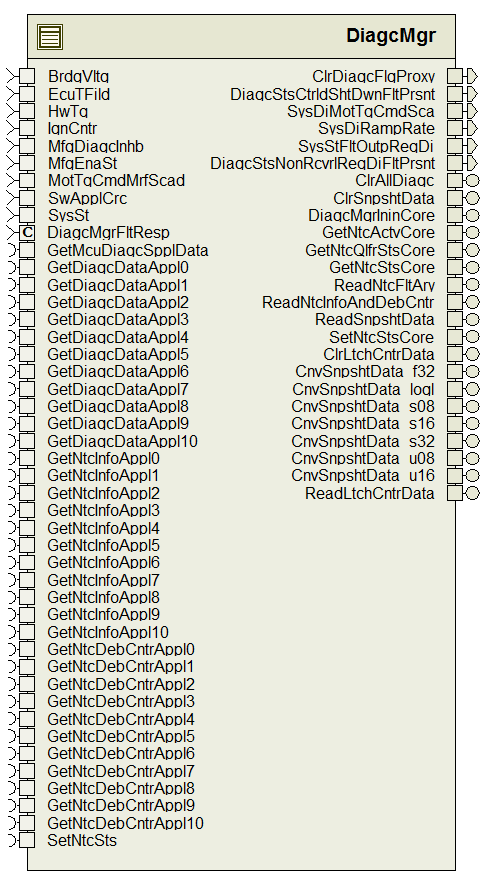 DiagcMgr
BrdgVltg
EcuTFild
HwTq
IgnCntr
MfgDiagcInhb
MfgEnaSt
MotTqCmdMrfScad
SwApplCrc
SysSt
C
DiagcMgrFltResp
GetMcuDiagcSpplData
GetDiagcDataAppl0
GetDiagcDataAppl1
GetDiagcDataAppl2
GetDiagcDataAppl3
GetDiagcDataAppl4
GetDiagcDataAppl5
GetDiagcDataAppl6
GetDiagcDataAppl7
GetDiagcDataAppl8
GetDiagcDataAppl9
GetDiagcDataAppl10
GetNtcInfoAppl0
GetNtcInfoAppl1
GetNtcInfoAppl2
GetNtcInfoAppl3
GetNtcInfoAppl4
GetNtcInfoAppl5
GetNtcInfoAppl6
GetNtcInfoAppl7
GetNtcInfoAppl8
GetNtcInfoAppl9
GetNtcInfoAppl10
GetNtcDebCntrAppl0
GetNtcDebCntrAppl1
GetNtcDebCntrAppl2
GetNtcDebCntrAppl3
GetNtcDebCntrAppl4
GetNtcDebCntrAppl5
GetNtcDebCntrAppl6
GetNtcDebCntrAppl7
GetNtcDebCntrAppl8
GetNtcDebCntrAppl9
GetNtcDebCntrAppl10
SetNtcSts
ClrDiagcFlgProxy
DiagcStsCtrldShtDwnFltPrsnt
SysDiMotTqCmdSca
SysDiRampRate
SysStFltOutpReqDi
DiagcStsNonRcvrlReqDiFltPrsnt
ClrAllDiagc
ClrSnpshtData
DiagcMgrIninCore
GetNtcActvCore
GetNtcQlfrStsCore
GetNtcStsCore
ReadNtcFltAry
ReadNtcInfoAndDebCntr
ReadSnpshtData
SetNtcStsCore
ClrLtchCntrData
CnvSnpshtData_f32
CnvSnpshtData_logl
CnvSnpshtData_s08
CnvSnpshtData_s16
CnvSnpshtData_s32
CnvSnpshtData_u08
CnvSnpshtData_u16
ReadLtchCntrData